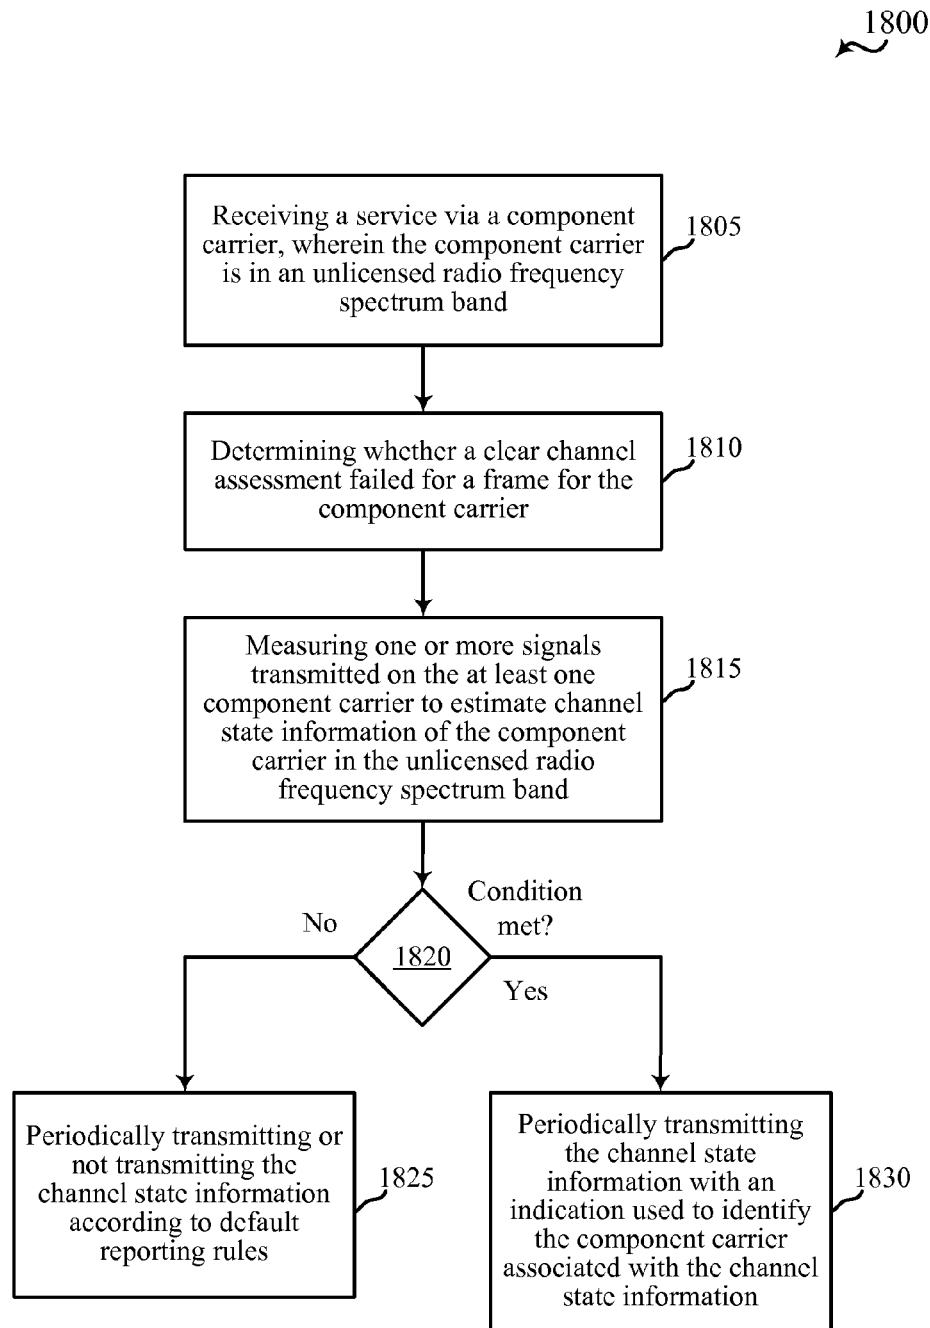 1800
Receiving a service via a component
carrier, wherein the component carrier
is in an unlicensed radio frequency
spectrum band
1805
Determining whether a clear channel
assessment failed for a frame for the
component carrier
1810
Measuring one or more signals
transmitted on the at least one
component carrier to estimate channel
state information of the component
carrier in the unlicensed radio
frequency spectrum band
1815
Condition
met?
No
1820
Yes
Periodically transmitting or
not transmitting the
channel state information
according to default
reporting rules
1825
Periodically transmitting
the channel state
information with an
indication used to identify
the component carrier
associated with the channel
state information
1830